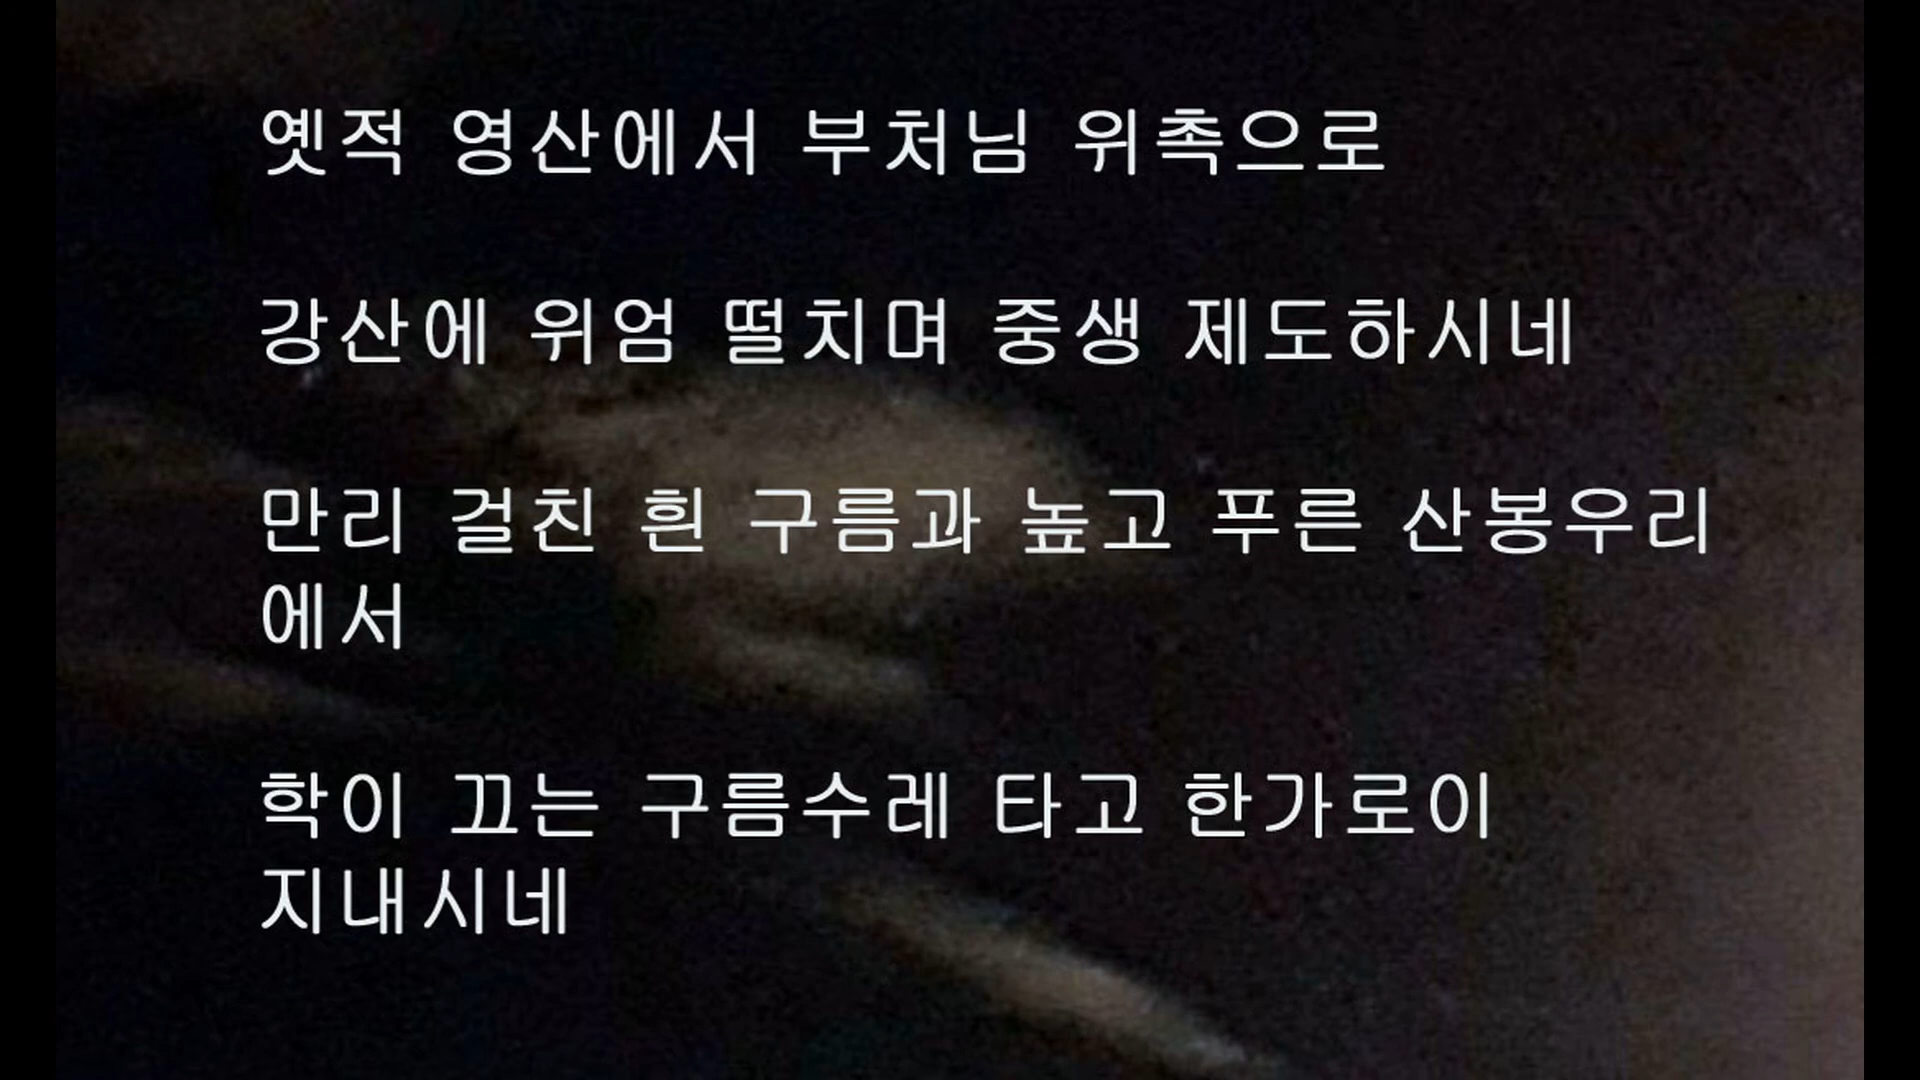 옛적 영산에서 부처님 위촉으로
강산에 위엄 떨치며 중생 제도하시네
만리 걸친 흰 구름과 높고 푸른 산봉우리
에서
학이 끄는 구름수레 타고 한가로이
지내시네